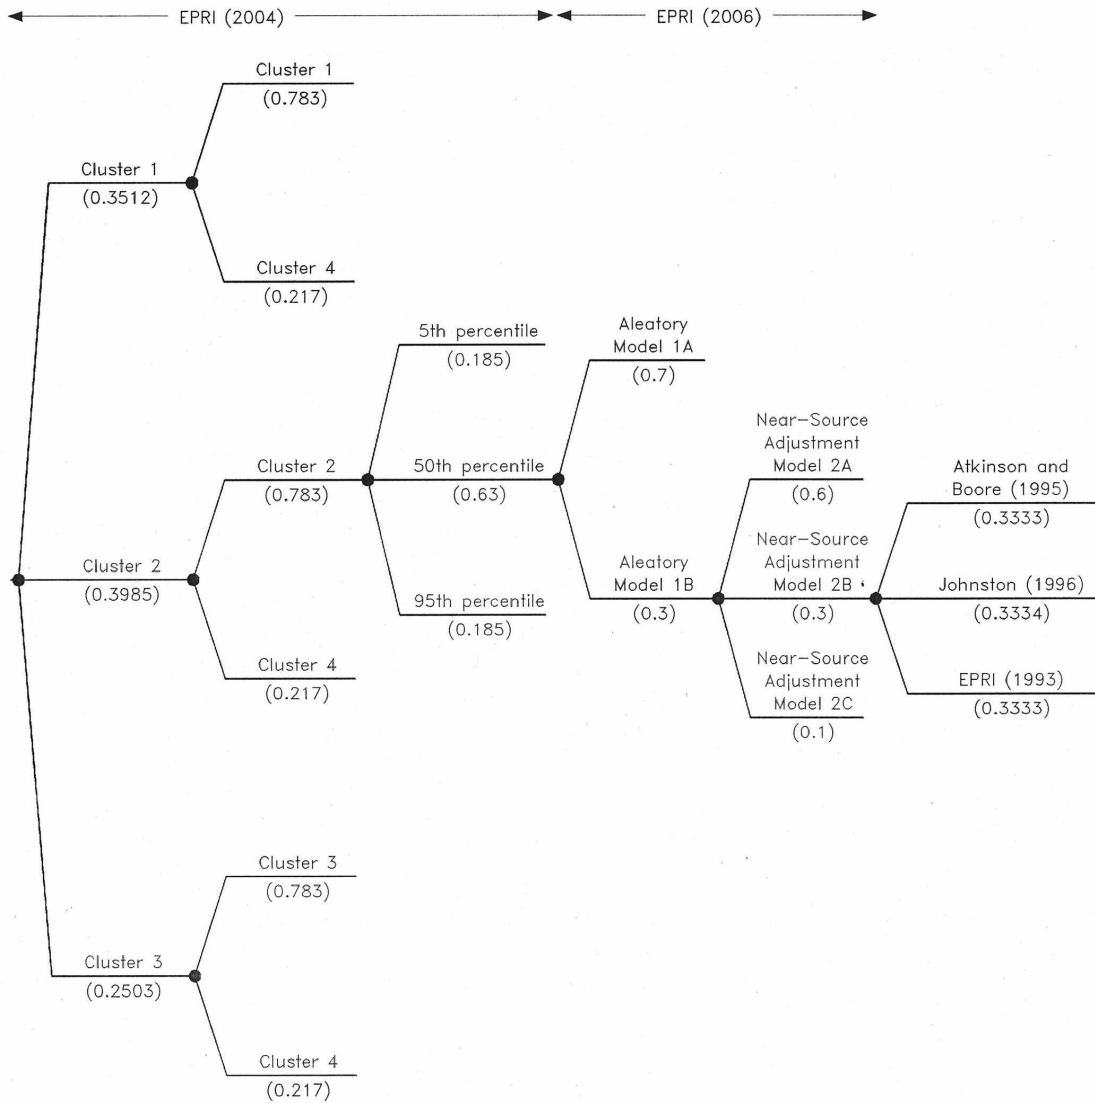 EPRI (2004)
EPRI (2006)
Cluster 1
(0.783)
Cluster 1
(0.3512)
Cluster 4
(0.217)
5th percentile
(0.185)
Aleatory
Model 1A
(0.7)
Cluster 2
(0.783)
50th percentile
(0.63)
Near-Source
Adjustment
Model 2A
(0.6)
Atkinson and
Boore (1995)
(0.3333)
Cluster 2
(0.3985)
Aleatory
Model 1B
(0.3)
Near-Source
Adjustment
Model 2B
(0.3)
Johnston (1996)
(0.3334)
95th percentile
(0.185)
Cluster 4
(0.217)
Near-Source
Adjustment
Model 2C
(0.1)
EPRI (1993)
(0.3333)
Cluster 3
(0.783)
Cluster 3
(0.2503)
Cluster 4
(0.217)